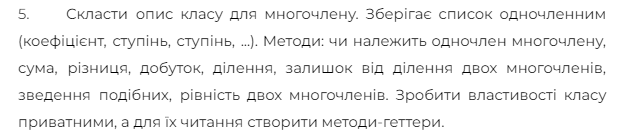 5. Скласти опис класу для многочлену. Зберігає список одночленним
(коефіцієнт, ступінь, ступінь, ...). Методи: чи належить одночлен многочлену,
сума, різниця, добуток, ділення, залишок від ділення двох многочленів,
зведення подібних, рівність двох многочленів. Зробити властивості класу
приватними, а для їх читання створити методи-геттери.